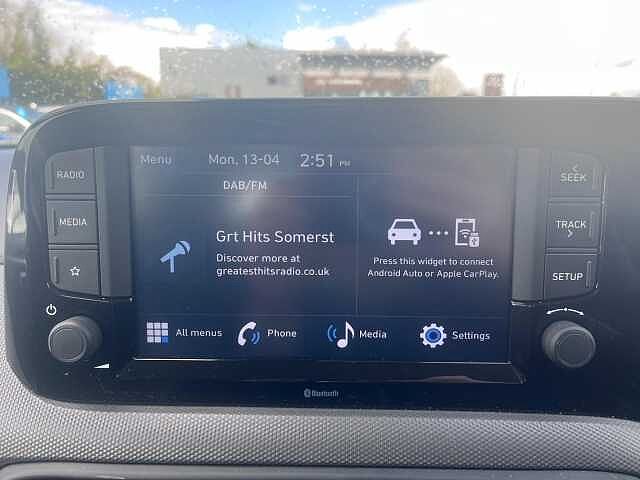 RADIO
MEDIA
Menu
Mon, 13-04
2:51 PM
DAB/FM
Grt Hits Somerst
Discover more at
greatesthitsradio.co.uk
Press this widget to connect
Android Auto or Apple CarPlay.
All menus
Phone
Media
Settings
< SEEK
TRACK >
SETUP
Bluetooth